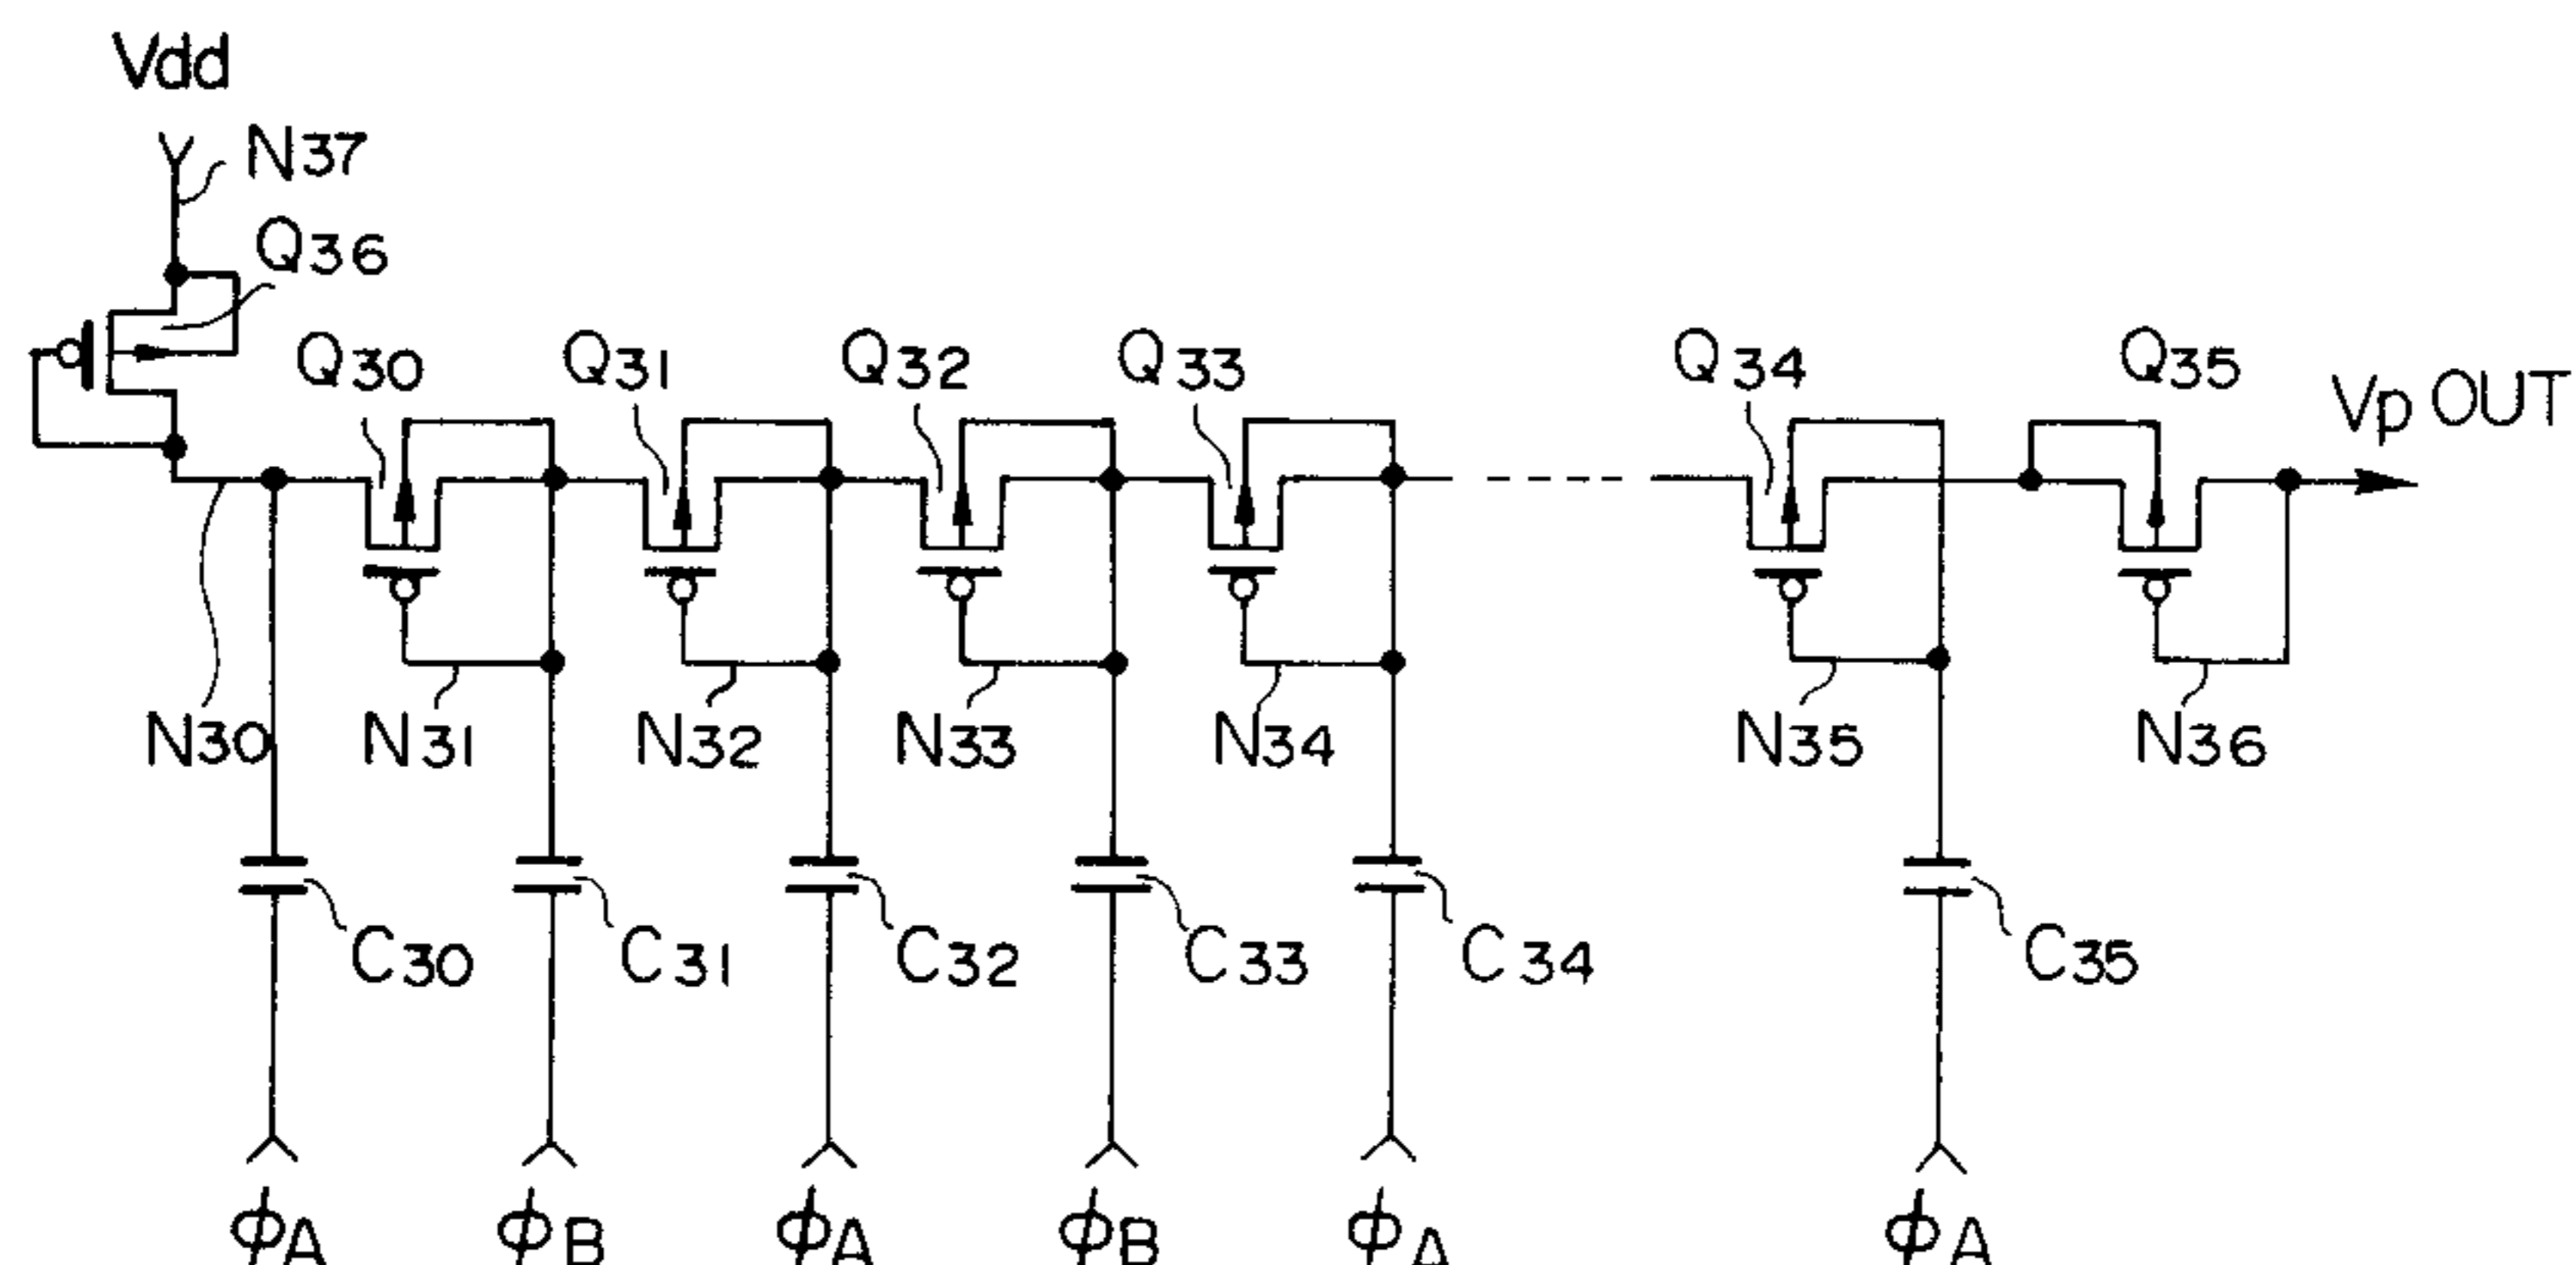 Vdd
N37
Q36
Q30 Q31 Q32 Q33 Q34 Q35 Vp OUT
N30 N31 N32 N33 N34 N35 N36
C30 C31 C32 C33 C34 C35
ϕA ϕB ϕA ϕB ϕA ϕA